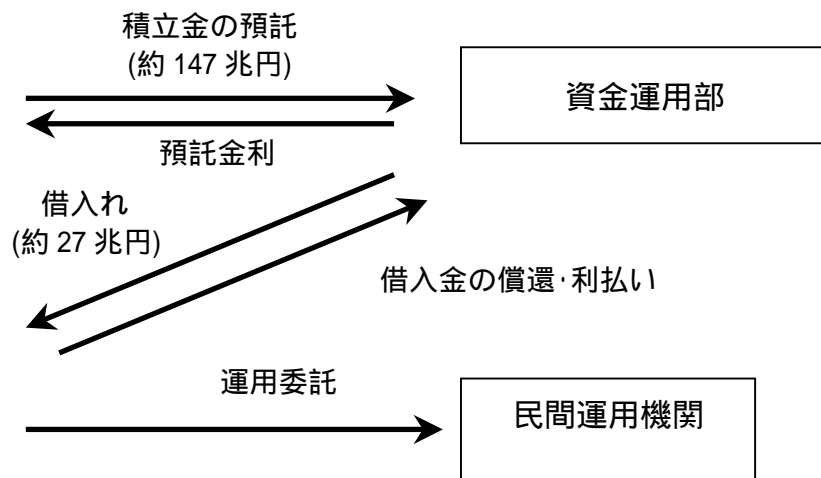 積立金の預託
(約 147 兆円)
資金運用部
預託金利
借入れ
(約 27 兆円)
借入金の償還·利払い
運用委託
民間運用機関